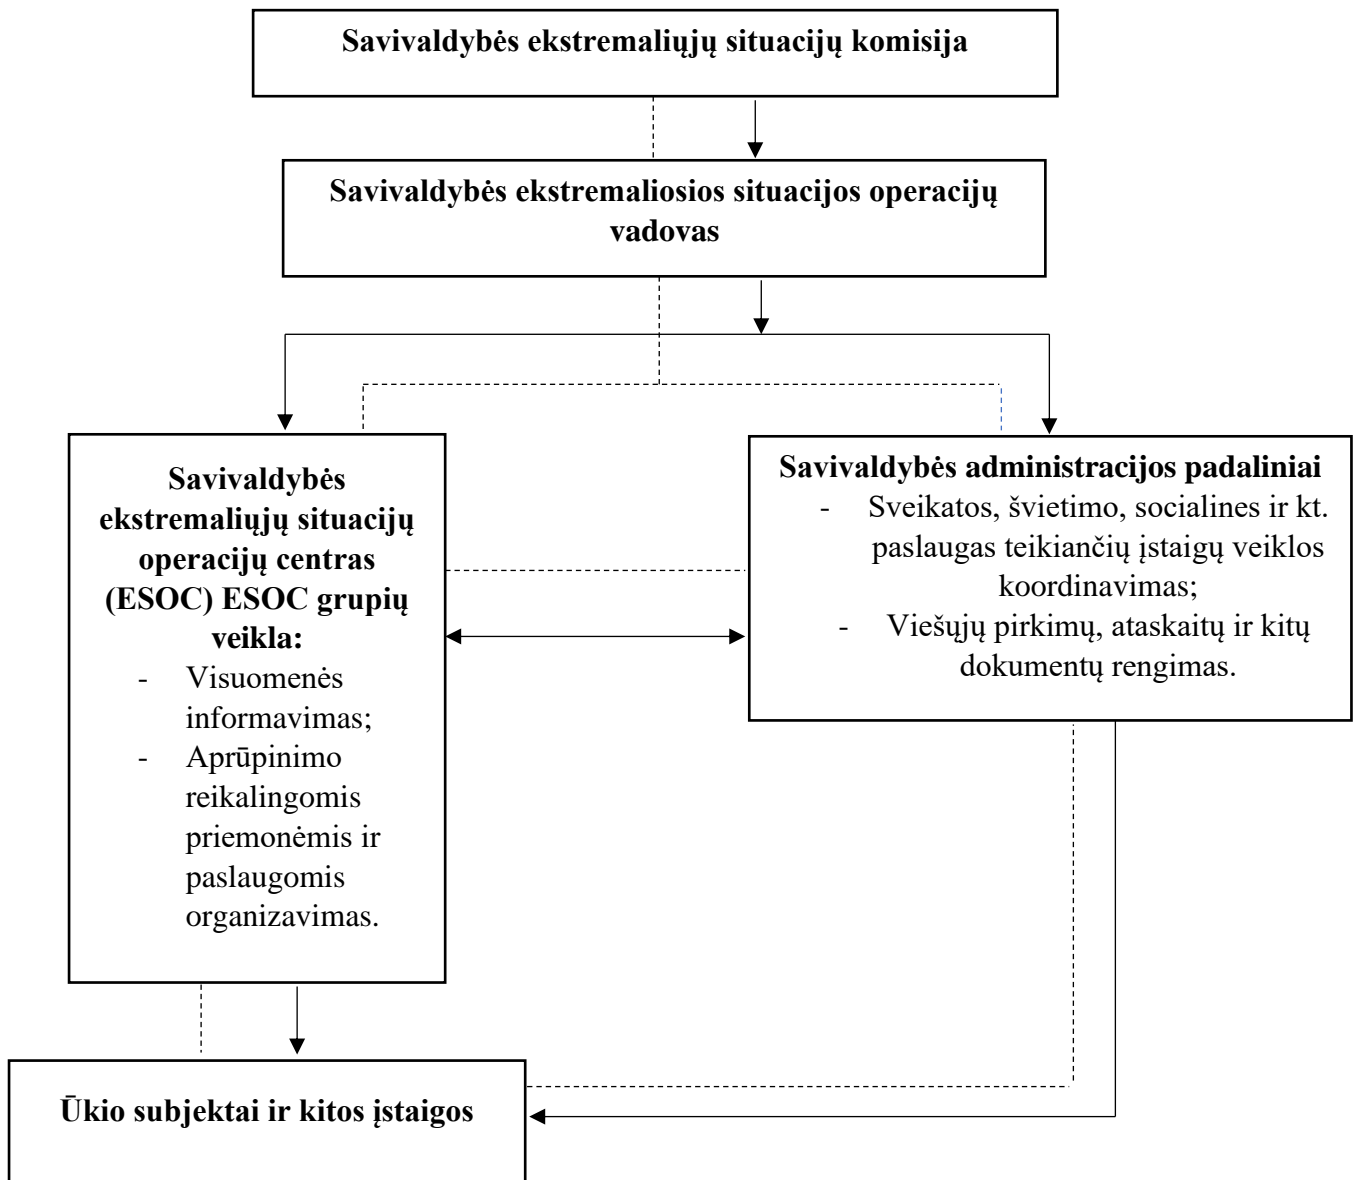 Savivaldybės ekstremaliųjų situacijų komisija
Savivaldybės ekstremaliosios situacijos operacijų
vadovas
Savivaldybės
ekstremaliųjų situacijų
operacijų centras
(ESOC) ESOC grupių
veikla:
- Visuomenės
informavimas;
- Aprūpinimo
reikalingomis
priemonėmis ir
paslaugomis
organizavimas.
Savivaldybės administracijos padaliniai
- Sveikatos, švietimo, socialines ir kt.
paslaugas teikiančių įstaigų veiklos
koordinavimas;
- Viešųjų pirkimų, ataskaitų ir kitų
dokumentų rengimas.
Ūkio subjektai ir kitos įstaigos